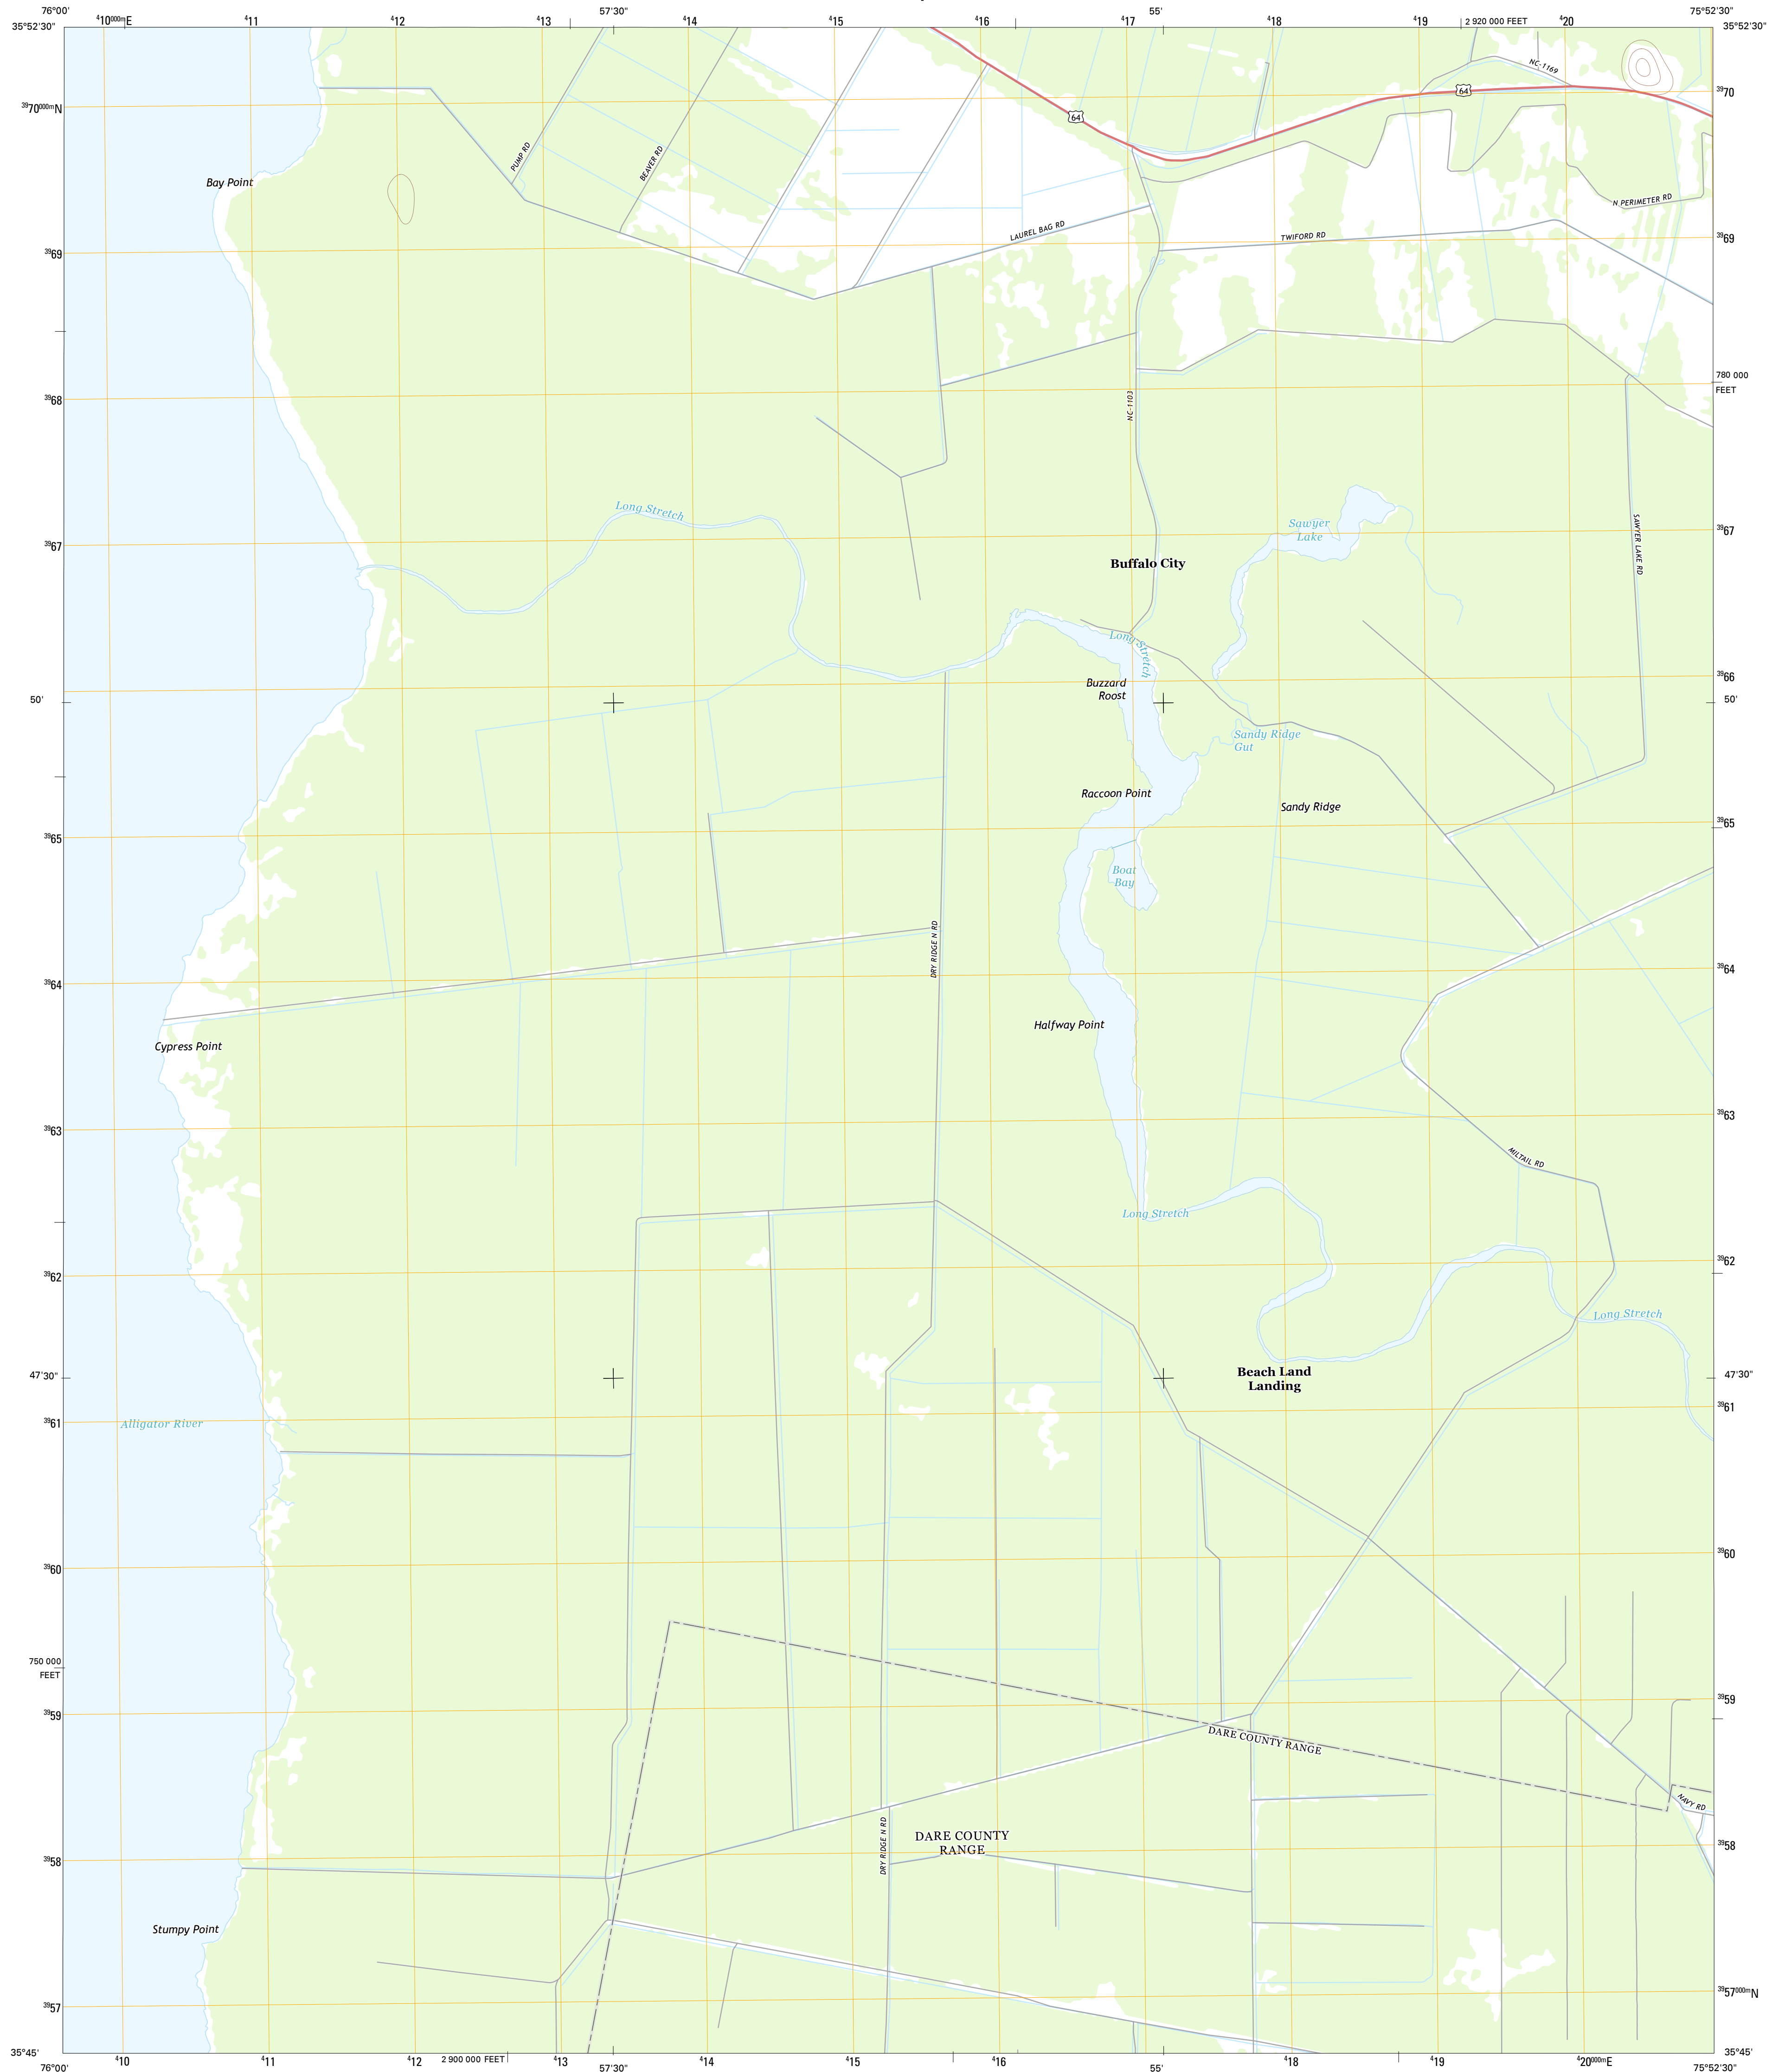 76°00'
⁴10⁰⁰⁰ᵐE
⁴11
⁴12
⁴13
57'30"
⁴14
⁴15
⁴16
⁴17
55'
⁴18
⁴19
2 920 000 FEET
⁴20
75°52'30"
35°52'30"
35°52'30"
NC-1169
64
64
³⁹70⁰⁰⁰ᵐN
³⁹70
PUMP RD
BEAVER RD
Bay Point
N PERIMETER RD
LAUREL BAG RD
TWIFORD RD
³⁹69
³⁹69
780 000
FEET
³⁹68
NC-1103
Long Stretch
Sawyer
Lake
SAWYER LAKE RD
³⁹67
³⁹67
Buffalo City
Long Stretch
Buzzard
Roost
³⁹66
50'
50'
Sandy Ridge
Gut
Raccoon Point
Sandy Ridge
³⁹65
³⁹65
Boat
Bay
DRY RIDGE N RD
³⁹64
³⁹64
Halfway Point
Cypress Point
³⁹63
³⁹63
MILTAIL RD
Long Stretch
³⁹62
³⁹62
Long Stretch
47'30"
47'30"
Beach Land
Landing
Alligator River
³⁹61
³⁹61
³⁹60
³⁹60
750 000
FEET
³⁹59
³⁹59
DARE COUNTY RANGE
NAVY RD
DRY RIDGE N RD
DARE COUNTY
RANGE
³⁹58
³⁹58
Stumpy Point
³⁹57
³⁹57⁰⁰⁰ᵐN
35°45'
35°45'
76°00'
⁴10
⁴11
⁴12
2 900 000 FEET
⁴13
57'30"
⁴14
⁴15
⁴16
55'
⁴18
⁴19
⁴20⁰⁰⁰ᵐE
75°52'30"